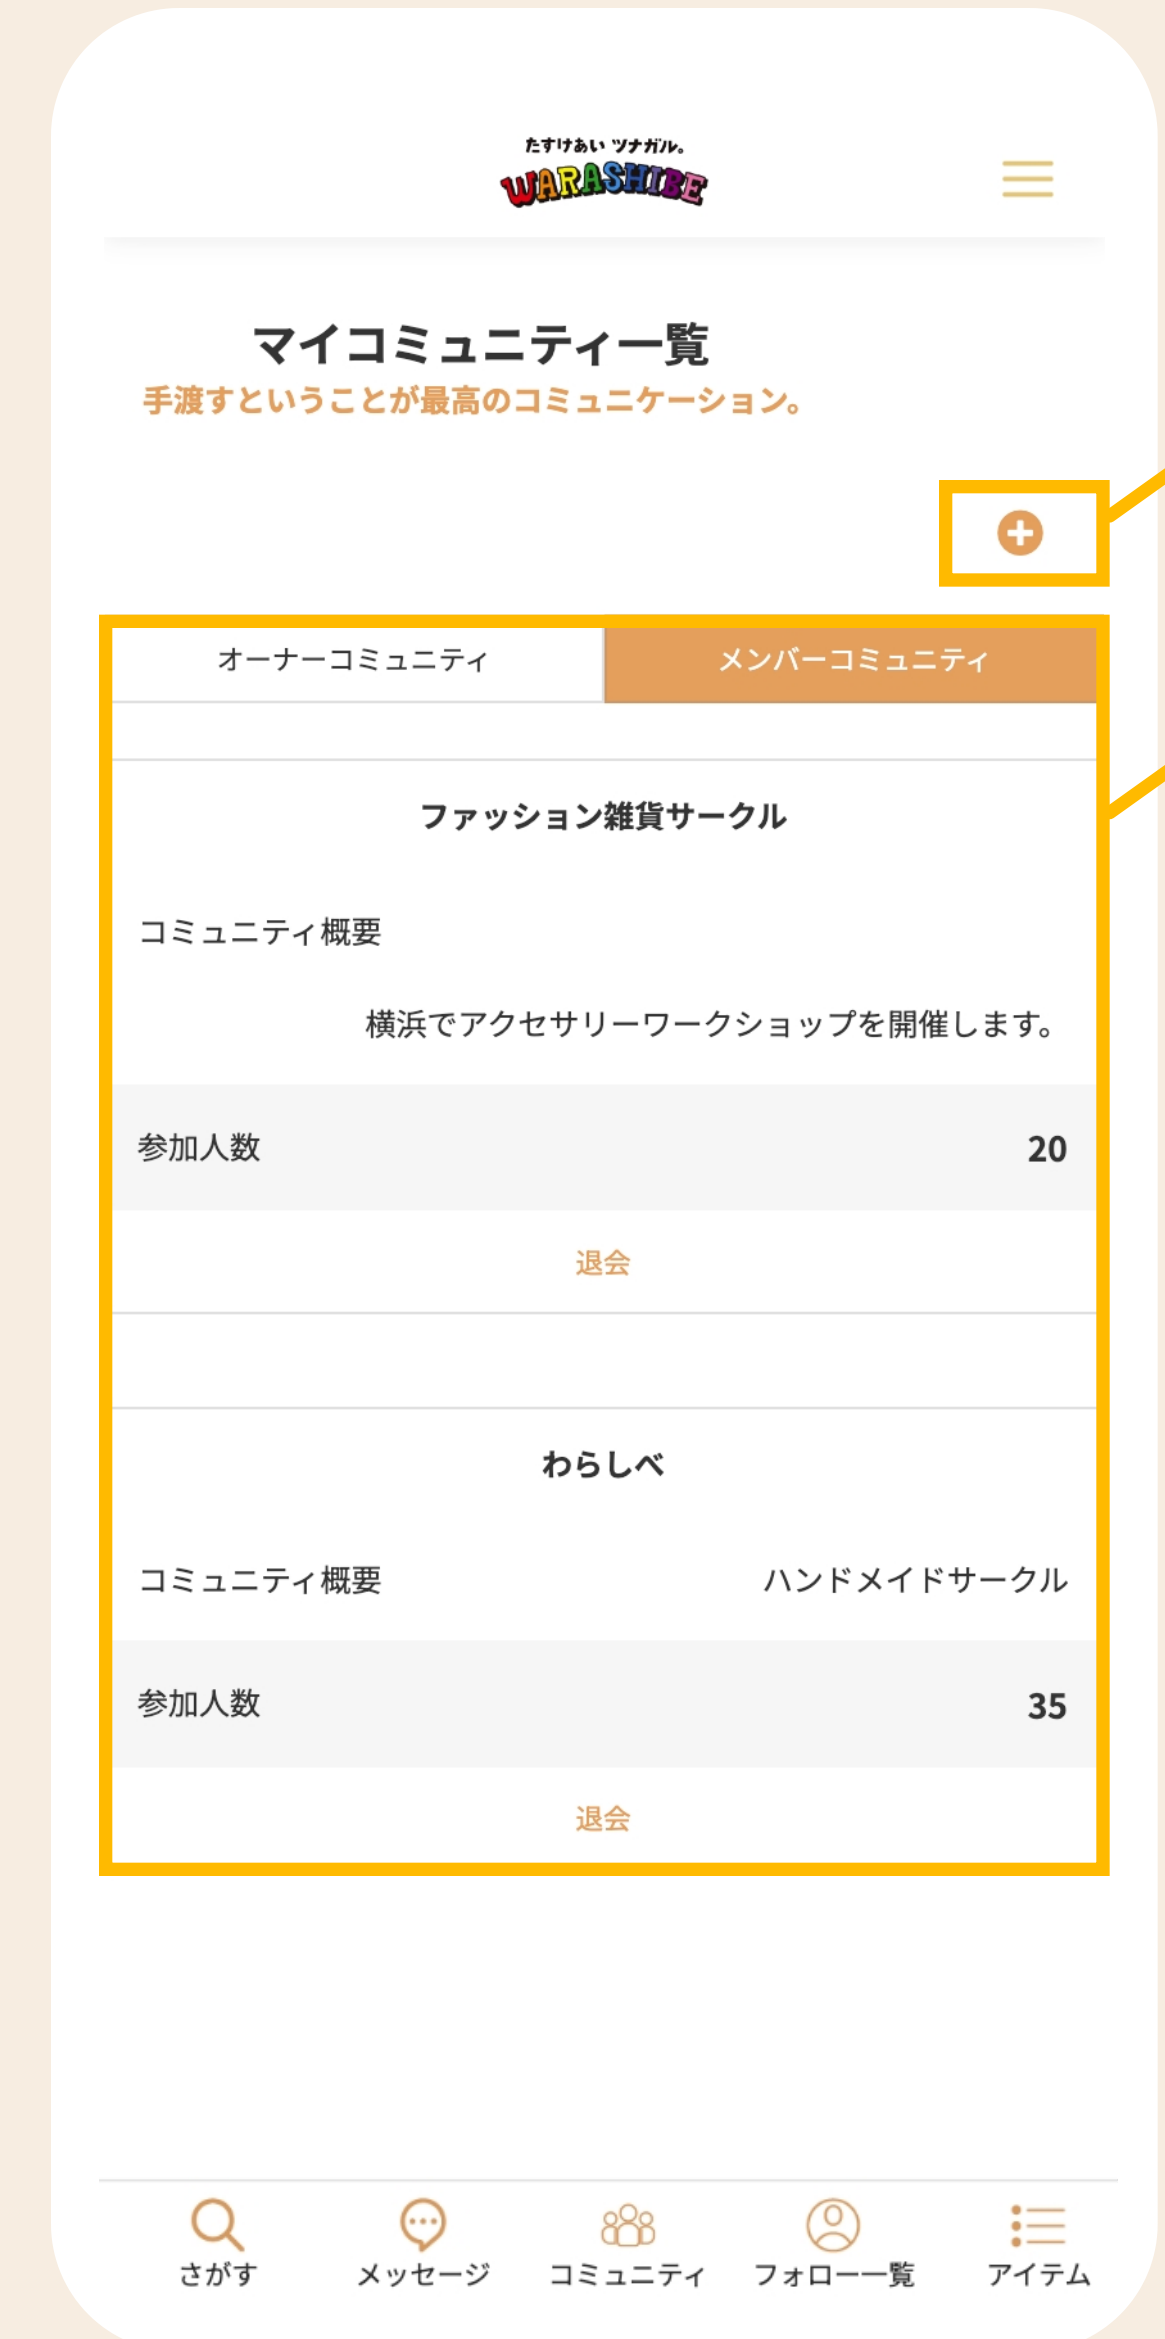 たすけあい ツナガル。
WARASHIBE
マイコミュニティ一覧
手渡すということが最高のコミュニケーション。
オーナーコミュニティ
メンバーコミュニティ
ファッション雑貨サークル
コミュニティ概要
横浜でアクセサリーワークショップを開催します。
参加人数 20
退会
わらしべ
コミュニティ概要 ハンドメイドサークル
参加人数 35
退会
さがす メッセージ コミュニティ フォロー一覧 アイテム